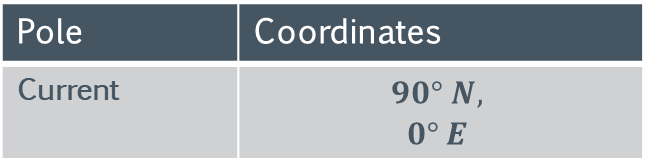 Pole Coordinates
Current 90° N,
0° E